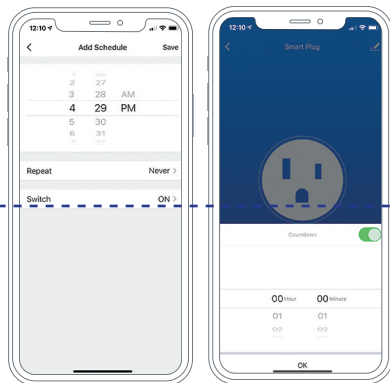 12:10
Add Schedule Save
1
2 27
3 28 AM
4 29 PM
5 30
6 31
Repeat Never >
Switch ON >
12:10
Smart Plug
Countdown
00 Hour 00 Minute
01 01
02 02
OK